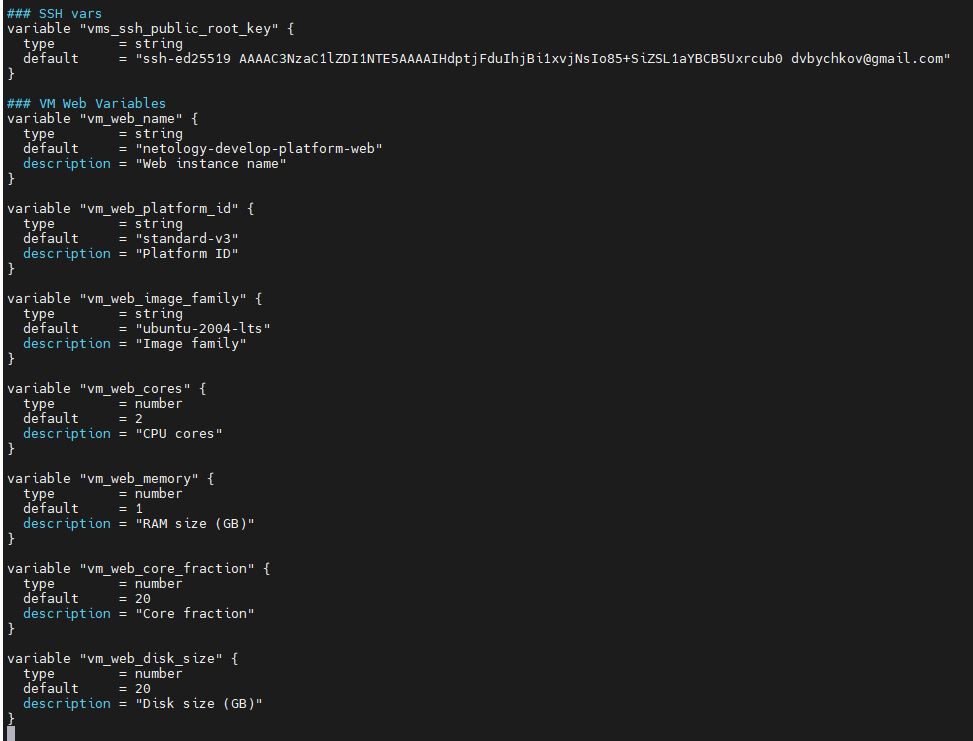 ### SSH vars
variable "vms_ssh_public_root_key" {
  type        = string
  default     = "ssh-ed25519 AAAAC3NzaC1lZDI1NTE5AAAAIHdptjFduIhjBi1xvjNsIo85+SiZSL1aYBCB5Uxrcub0 dvbychkov@gmail.com"
}

### VM Web Variables
variable "vm_web_name" {
  type        = string
  default     = "netology-develop-platform-web"
  description = "Web instance name"
}

variable "vm_web_platform_id" {
  type        = string
  default     = "standard-v3"
  description = "Platform ID"
}

variable "vm_web_image_family" {
  type        = string
  default     = "ubuntu-2004-lts"
  description = "Image family"
}

variable "vm_web_cores" {
  type        = number
  default     = 2
  description = "CPU cores"
}

variable "vm_web_memory" {
  type        = number
  default     = 1
  description = "RAM size (GB)"
}

variable "vm_web_core_fraction" {
  type        = number
  default     = 20
  description = "Core fraction"
}

variable "vm_web_disk_size" {
  type        = number
  default     = 20
  description = "Disk size (GB)"
}